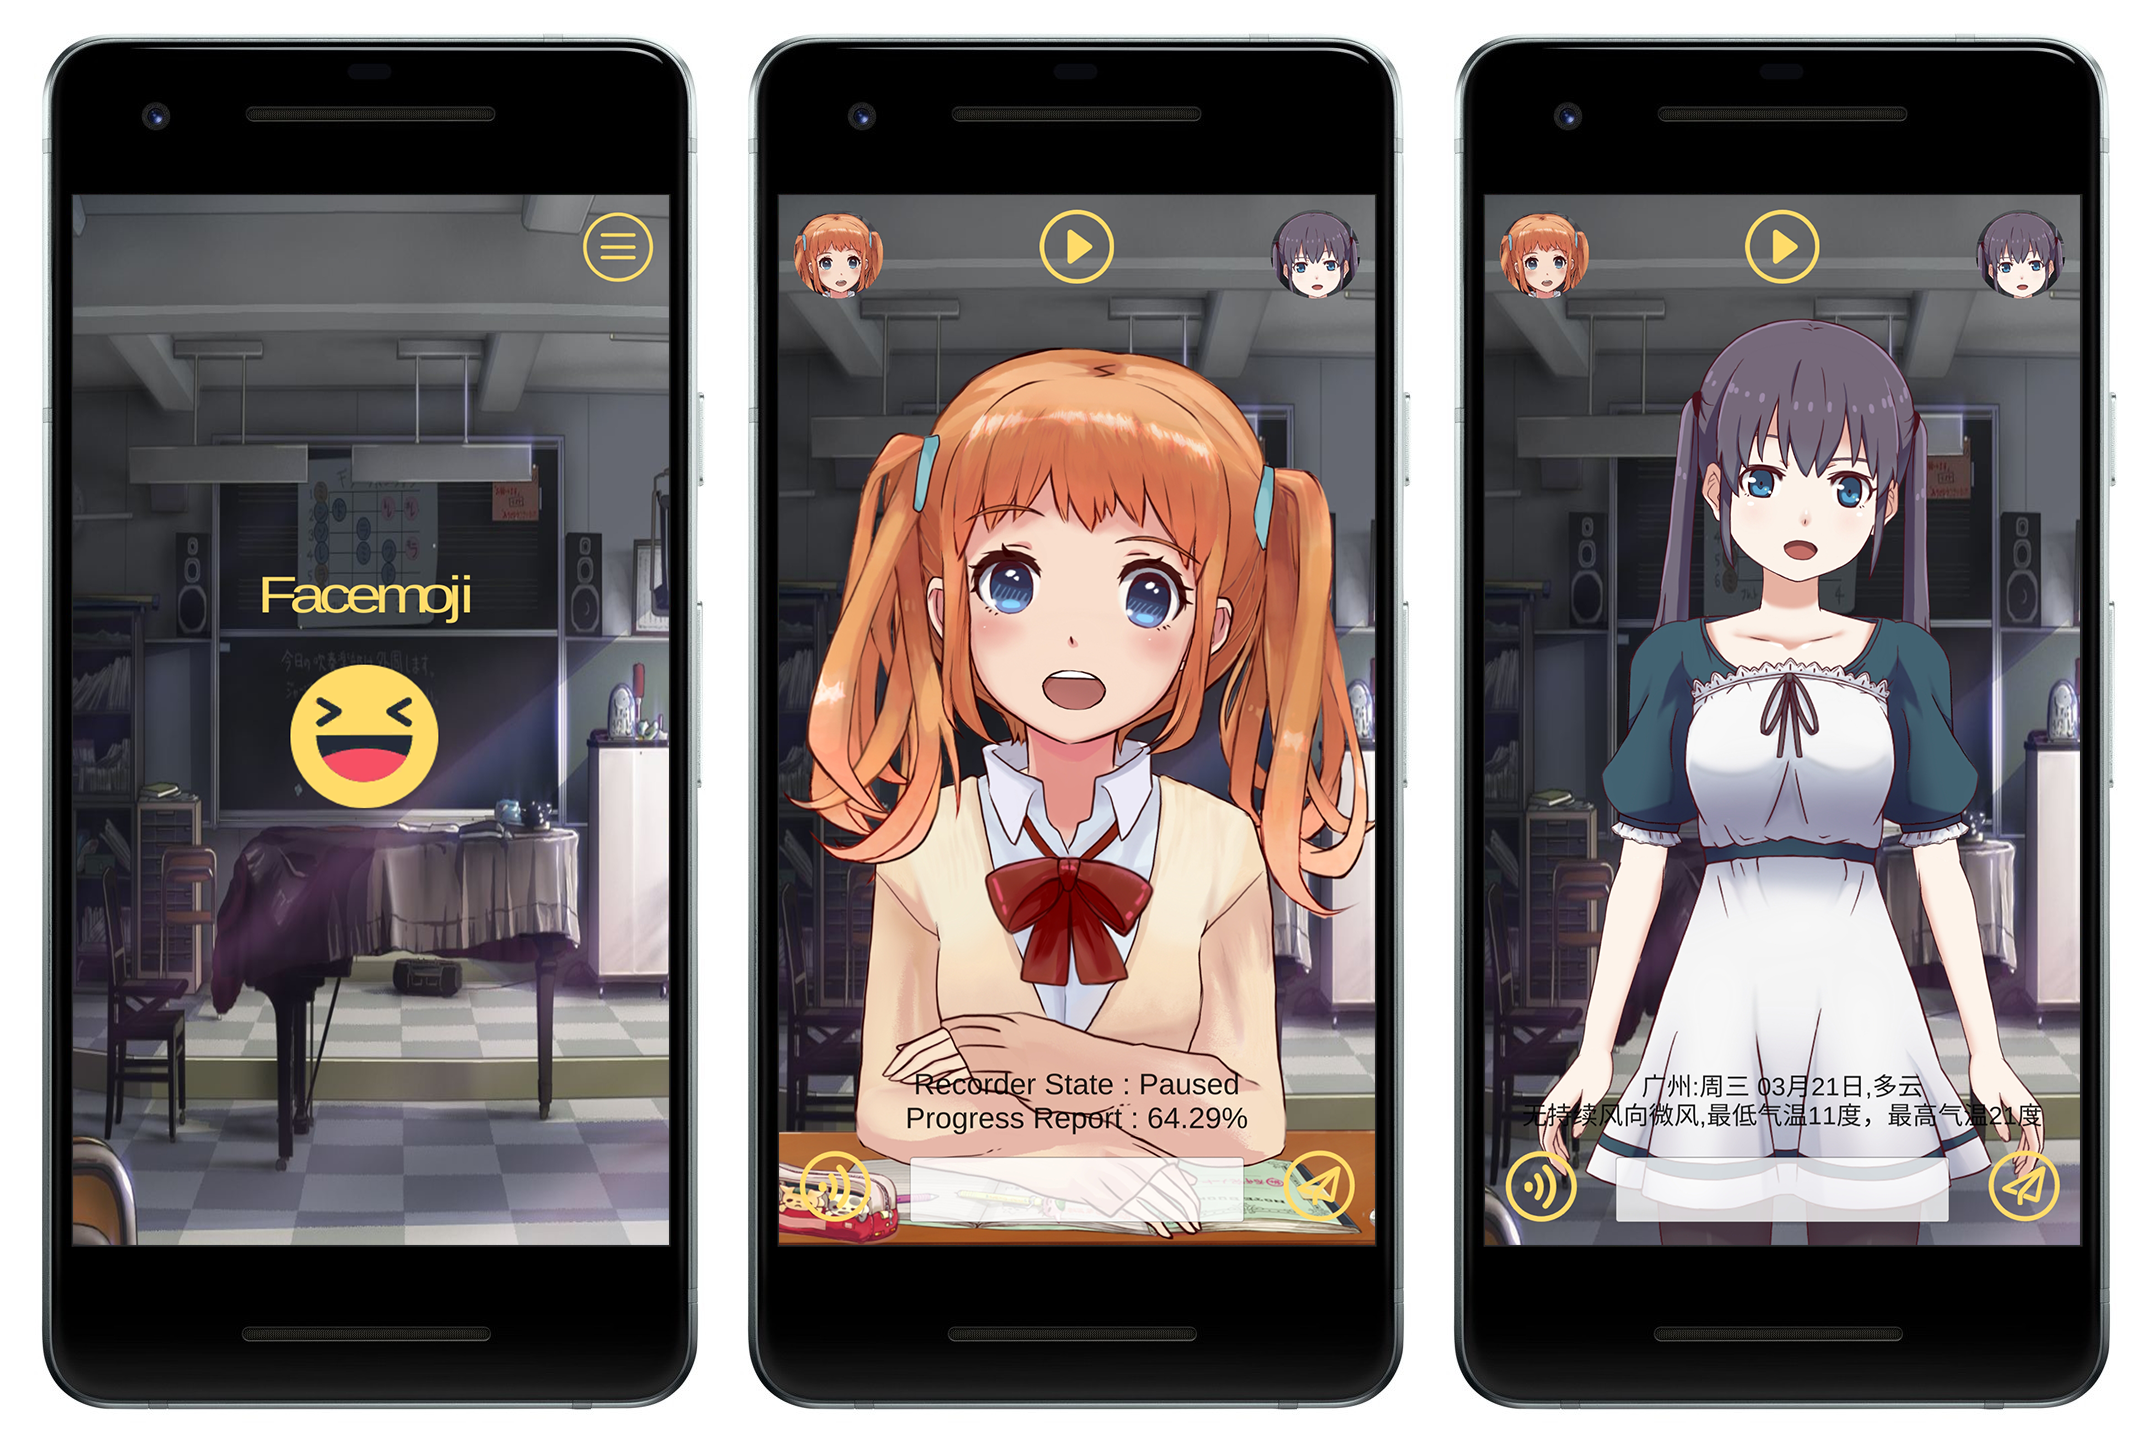 Facemoji
Recorder State : Paused
Progress Report : 64.29%
广州:周三 03月21日,多云
无持续风向微风,最低气温11度，最高气温21度